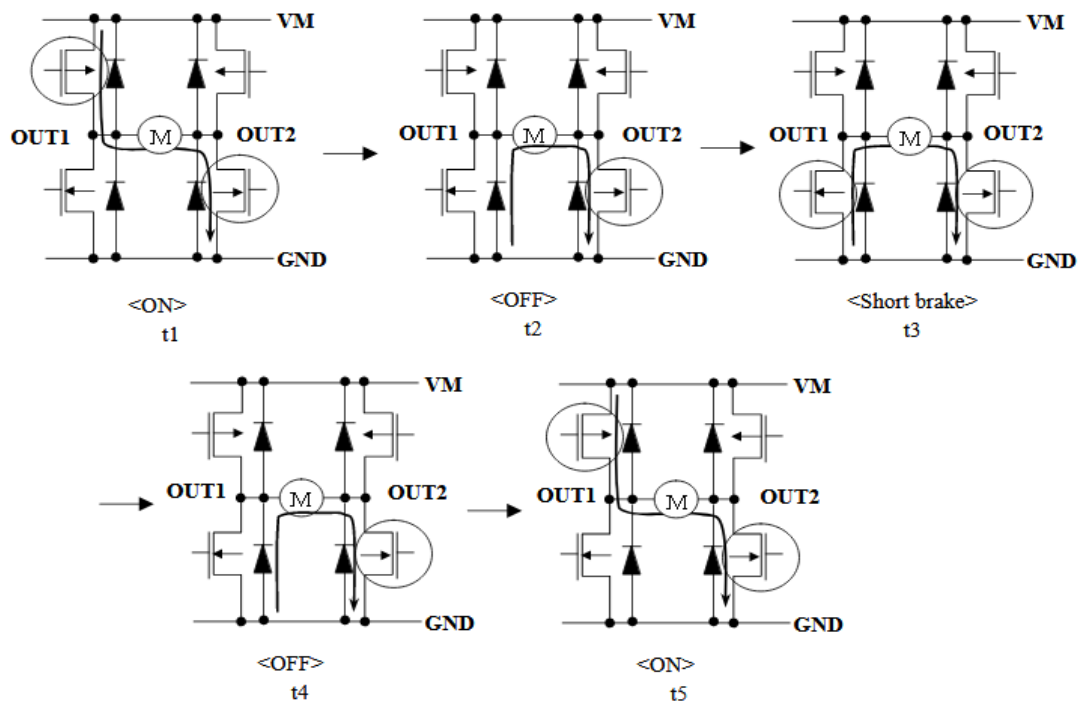 VM
OUT1
M
OUT2
GND
<ON>
t1
VM
OUT1
M
OUT2
GND
<OFF>
t2
VM
OUT1
M
OUT2
GND
<Short brake>
t3
VM
OUT1
M
OUT2
GND
<OFF>
t4
VM
OUT1
M
OUT2
GND
<ON>
t5